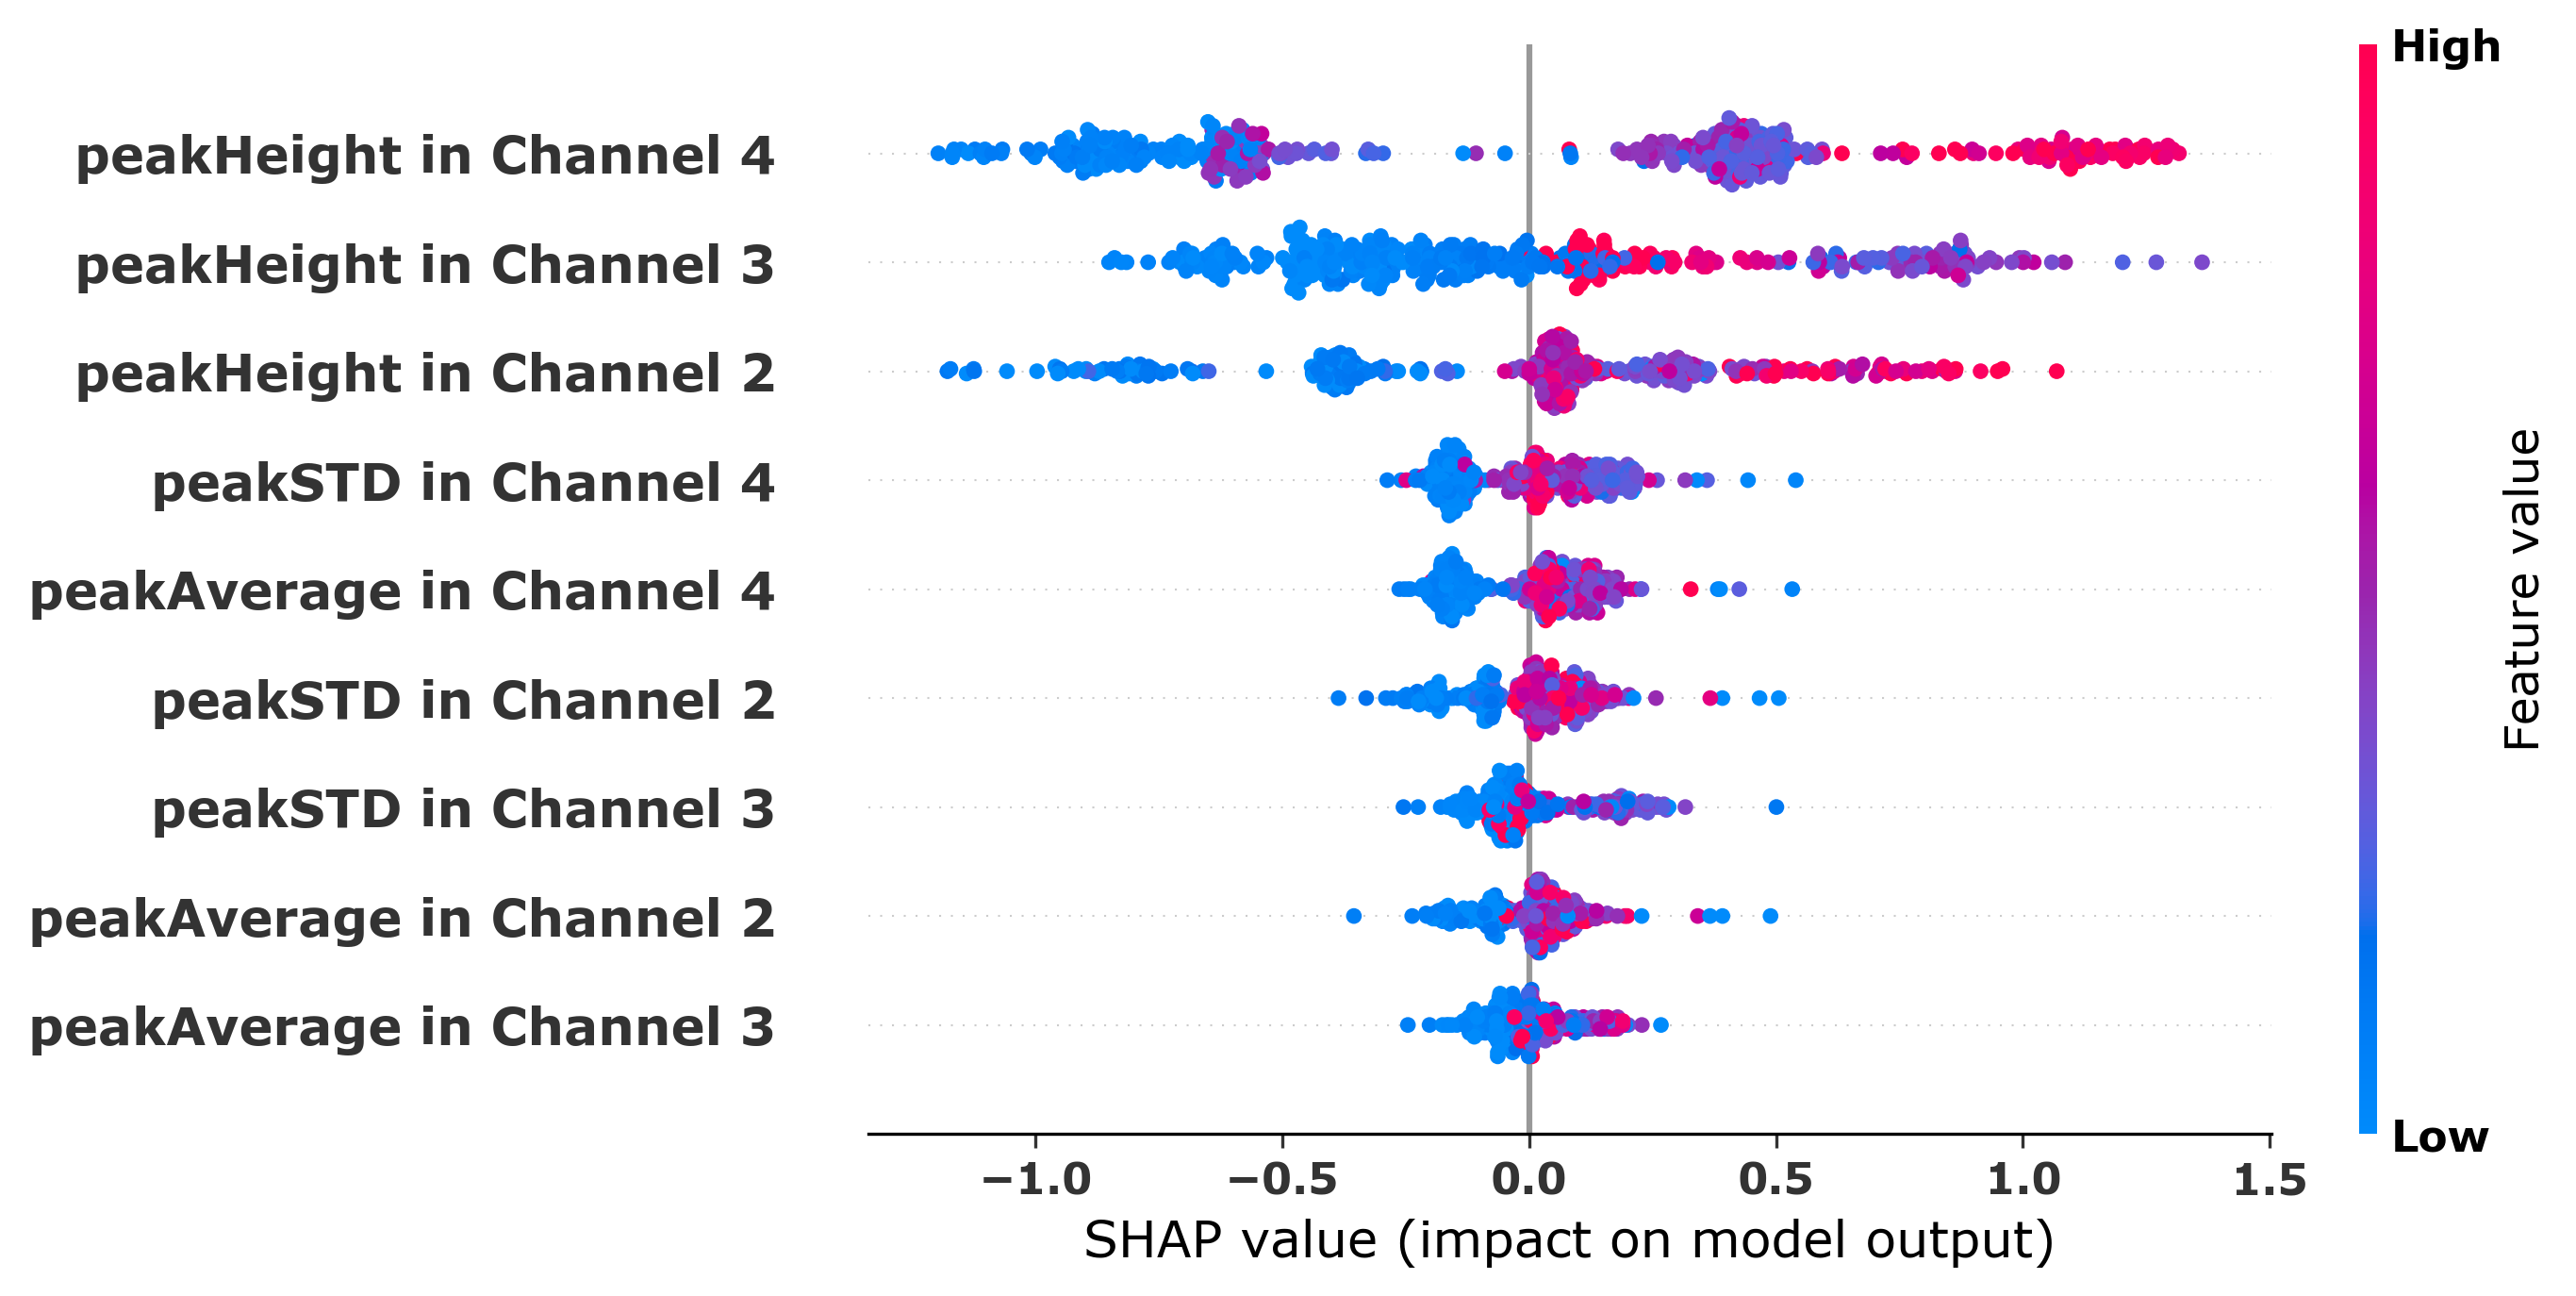 High
peakHeight in Channel 4
peakHeight in Channel 3
peakHeight in Channel 2
peakSTD in Channel 4
peakAverage in Channel 4
peakSTD in Channel 2
peakSTD in Channel 3
peakAverage in Channel 2
peakAverage in Channel 3
Feature value
Low
−1.0 −0.5 0.0 0.5 1.0 1.5
SHAP value (impact on model output)